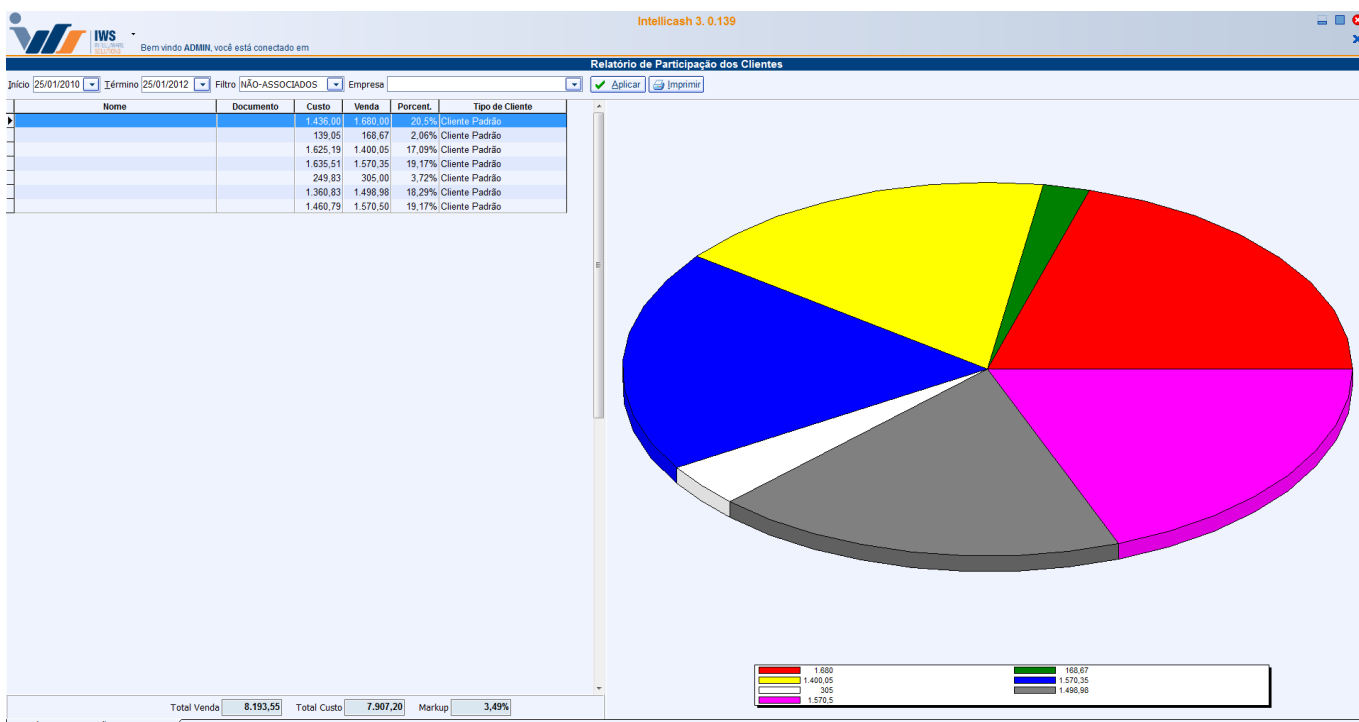 Intellicash 3. 0.139
IWS
INTELLIWARE
SOLUTIONS
Bem vindo ADMIN, você está conectado em
Relatório de Participação dos Clientes
Início 25/01/2010 Término 25/01/2012 Filtro NÃO-ASSOCIADOS Empresa Aplicar Imprimir
Nome Documento Custo Venda Porcent. Tipo de Cliente
1.436,00 1.680,00 20,5% Cliente Padrão
139,05 168,67 2,06% Cliente Padrão
1.625,19 1.400,05 17,09% Cliente Padrão
1.635,51 1.570,35 19,17% Cliente Padrão
249,83 305,00 3,72% Cliente Padrão
1.360,83 1.498,98 18,29% Cliente Padrão
1.460,79 1.570,50 19,17% Cliente Padrão
1.680 168,67
1.400,05 1.570,35
305 1.498,98
1.570,5
Total Venda 8.193,55 Total Custo 7.907,20 Markup 3,49%